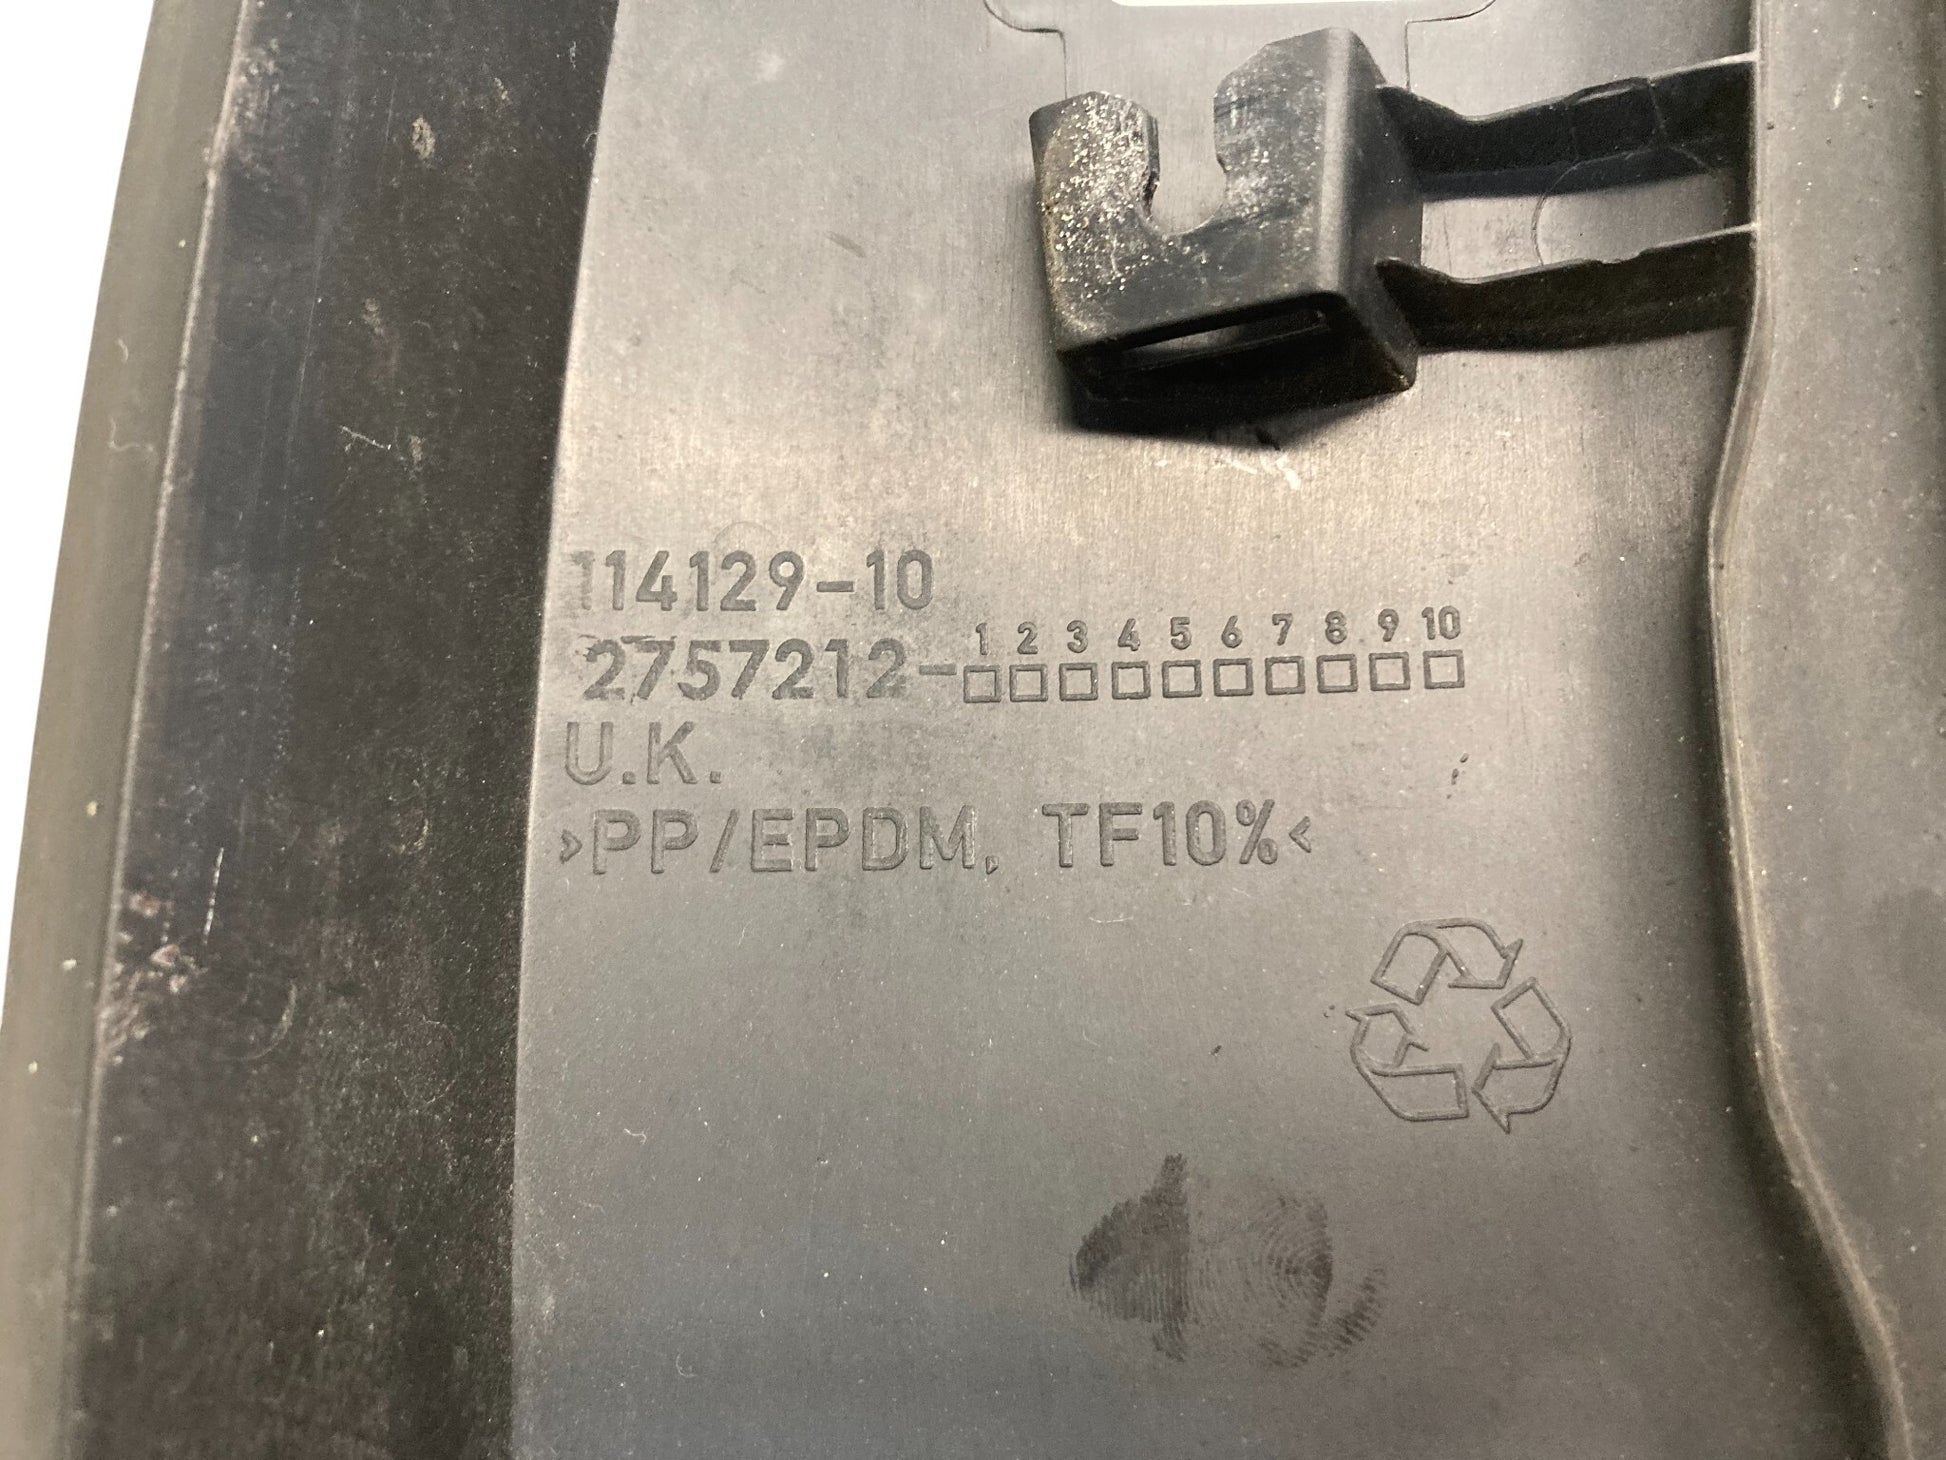 114129-10
1 2 3 4 5 6 7 8 9 10
2757212-
U.K.
>PP/EPDM, TF10%<